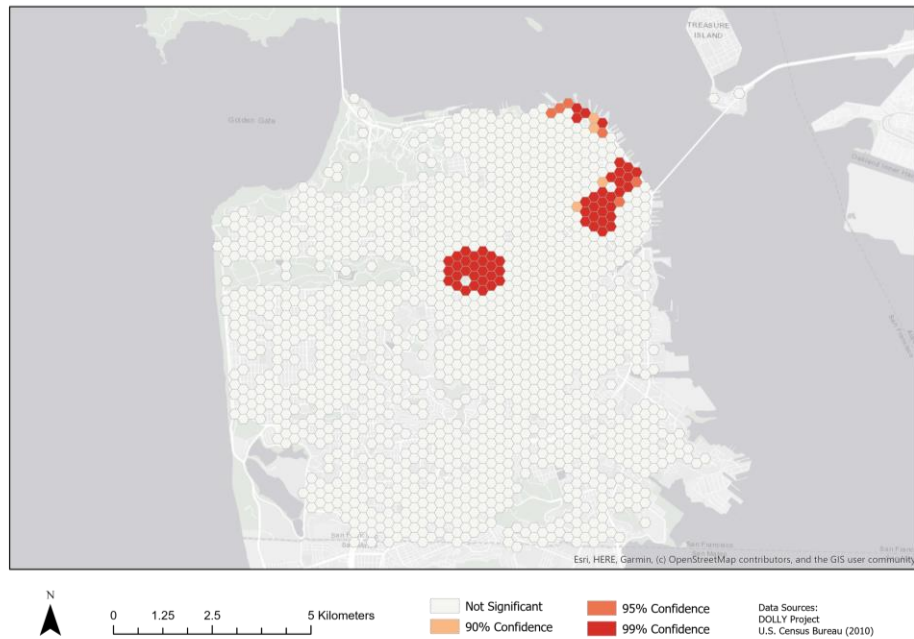 TREASURE
ISLAND
Golden Gate
Esri, HERE, Garmin, (c) OpenStreetMap contributors, and the GIS user community
N
0 1.25 2.5 5 Kilometers
Not Significant
90% Confidence
95% Confidence
99% Confidence
Data Sources:
DOLLY Project
U.S. Census Bureau (2010)